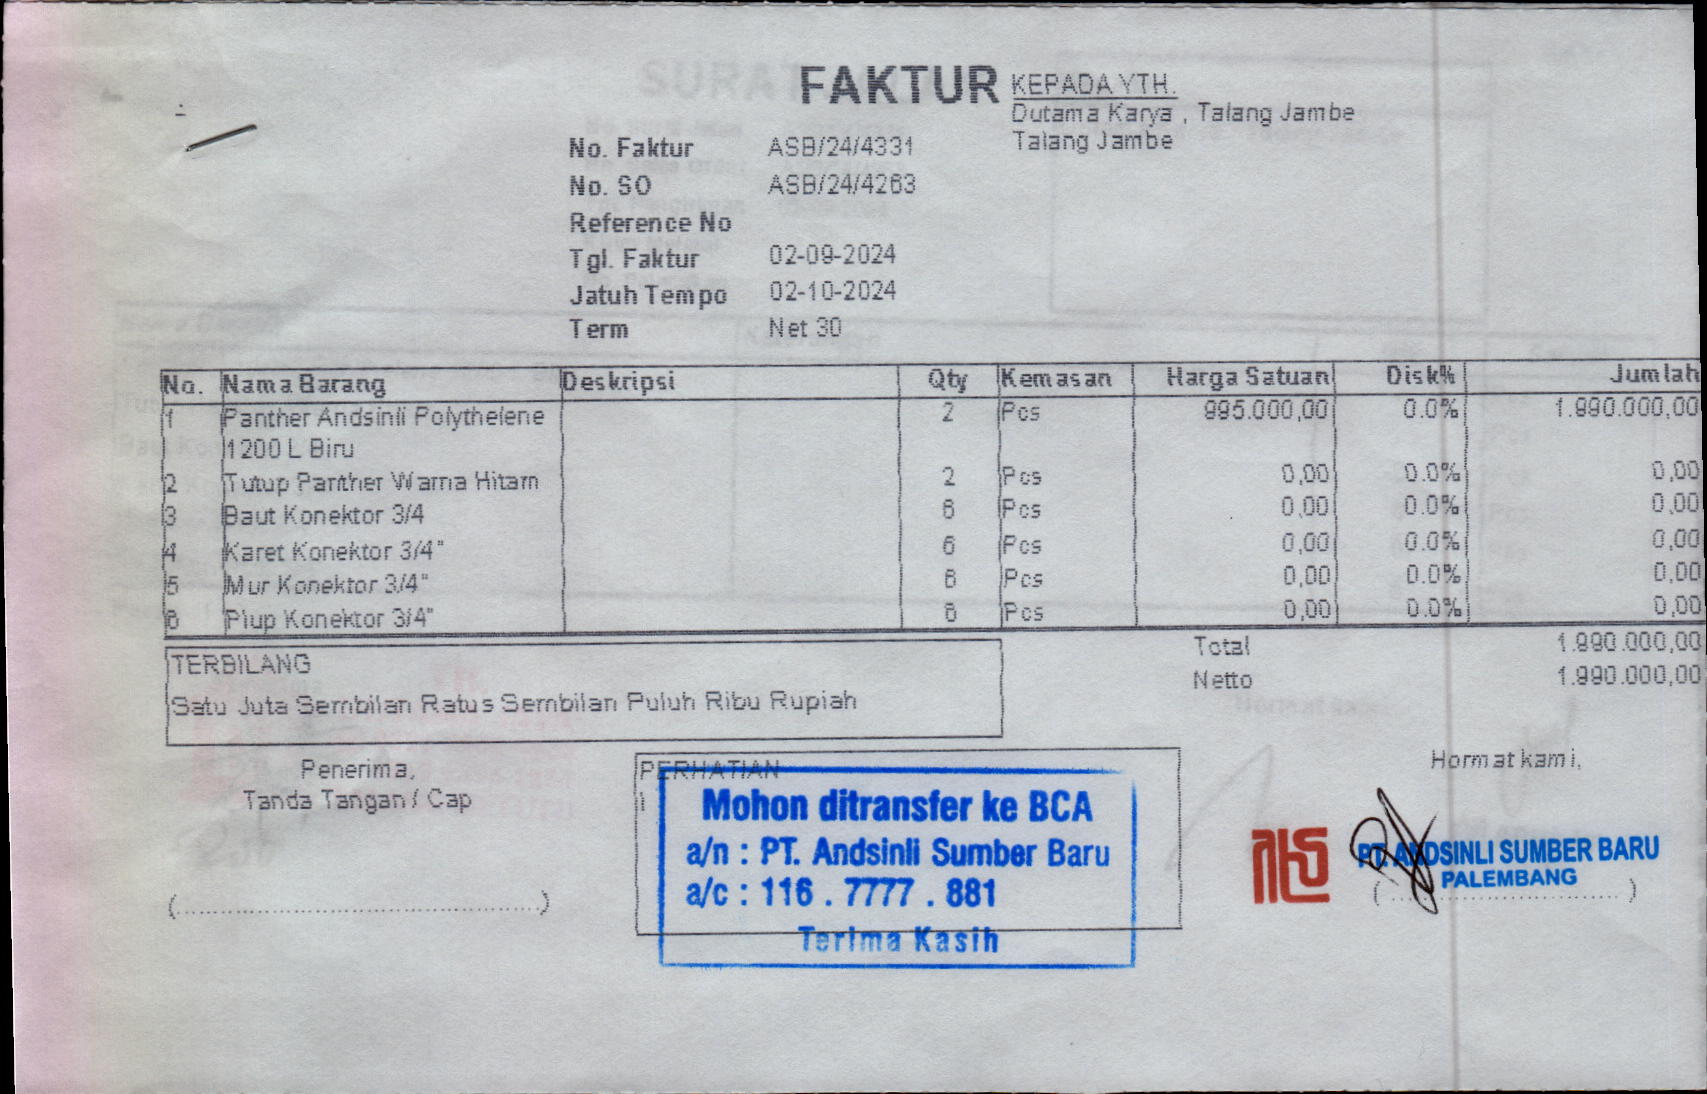 FAKTUR
KEPADA YTH.
Dutama Karya , Talang Jambe
Talang Jambe
No. Faktur ASB/24/4331
No. SO ASB/24/4263
Reference No
Tgl. Faktur 02-09-2024
Jatuh Tempo 02-10-2024
Term Net 30
No. Nama Barang Deskripsi Qty Kemasan Harga Satuan Disk% Jumlah
1 Panther Andsinli Polythelene 2 Pcs 995.000,00 0.0% 1.990.000,00
1200 L Biru
2 Tutup Panther Warna Hitam 2 Pcs 0,00 0.0% 0,00
3 Baut Konektor 3/4 6 Pcs 0,00 0.0% 0,00
4 Karet Konektor 3/4" 6 Pcs 0,00 0.0% 0,00
5 Mur Konektor 3/4" 6 Pcs 0,00 0.0% 0,00
6 Plup Konektor 3/4" 6 Pcs 0,00 0.0% 0,00
Total 1.990.000,00
Netto 1.990.000,00
TERBILANG
Satu Juta Sembilan Ratus Sembilan Puluh Ribu Rupiah
Penerima,
Tanda Tangan / Cap
(..........................................)
PERHATIAN
Mohon ditransfer ke BCA
a/n : PT. Andsinli Sumber Baru
a/c : 116 . 7777 . 881
Terima Kasih
Hormat kami,
PT. ANDSINLI SUMBER BARU
PALEMBANG
(..............................)